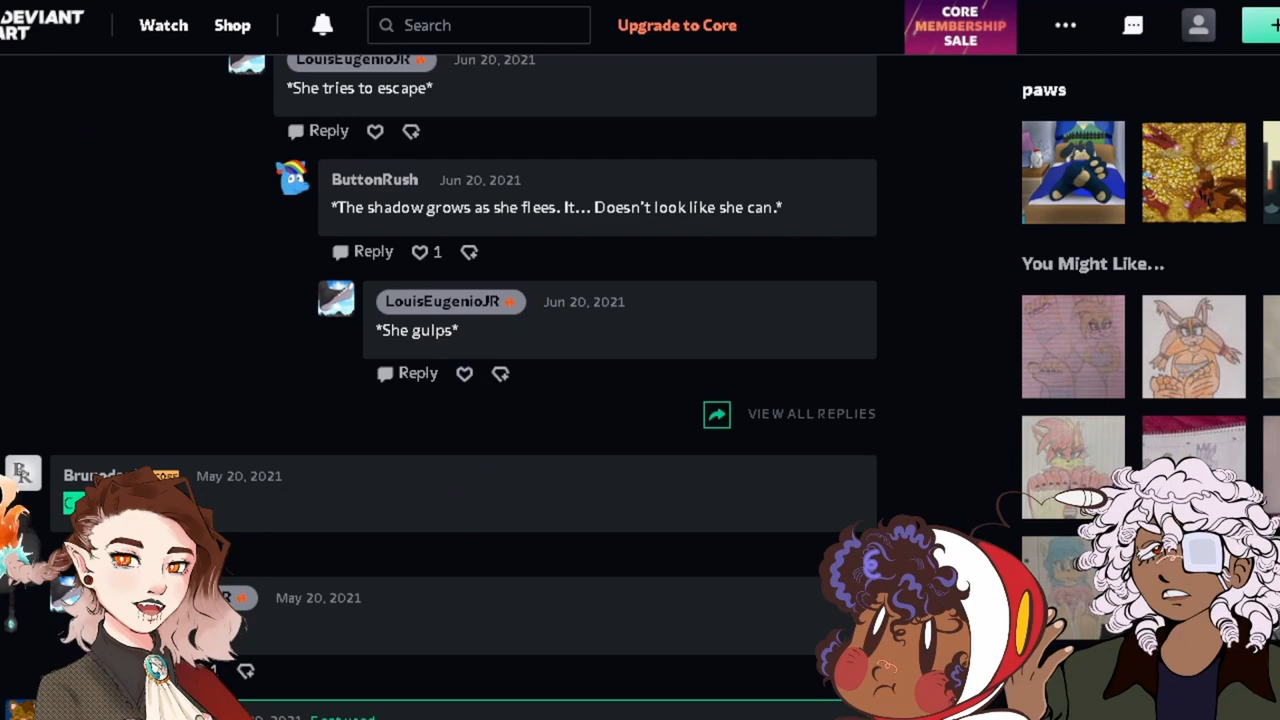 DEVIANT
ART
Watch
Shop
Search
Upgrade to Core
CORE
MEMBERSHIP
SALE
LouisEugenioJR
Jun 20, 2021
*She tries to escape*
Reply
ButtonRush
Jun 20, 2021
*The shadow grows as she flees. It... Doesn't look like she can.*
Reply
1
LouisEugenioJR
Jun 20, 2021
*She gulps*
Reply
VIEW ALL REPLIES
May 20, 2021
May 20, 2021
paws
You Might Like...